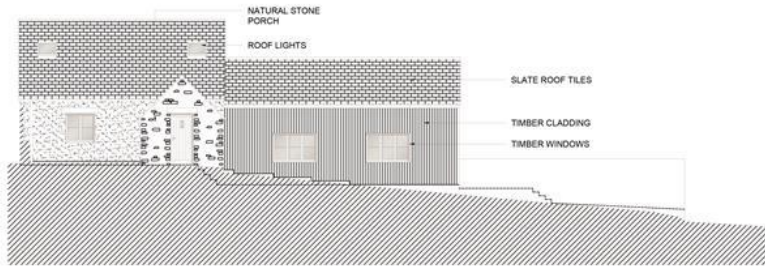 NATURAL STONE
PORCH
ROOF LIGHTS
SLATE ROOF TILES
TIMBER CLADDING
TIMBER WINDOWS